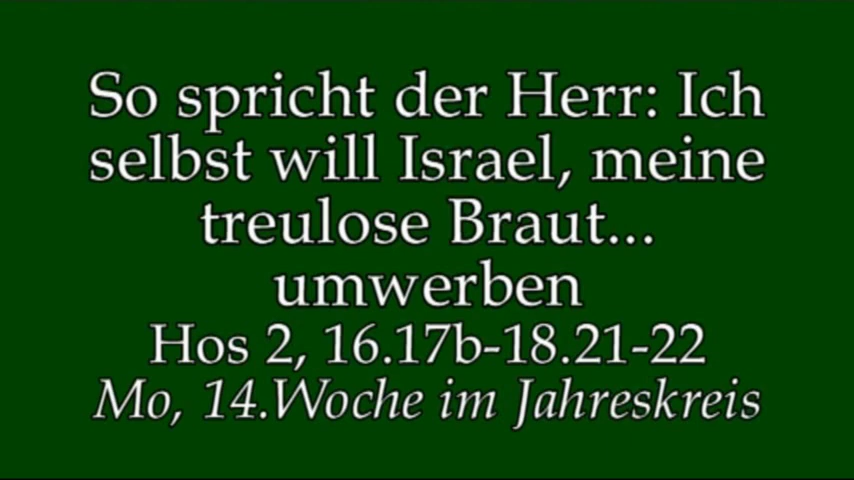 So spricht der Herr: Ich
selbst will Israel, meine
treulose Braut...
umwerben
Hos 2, 16.17b-18.21-22
Mo, 14.Woche im Jahreskreis